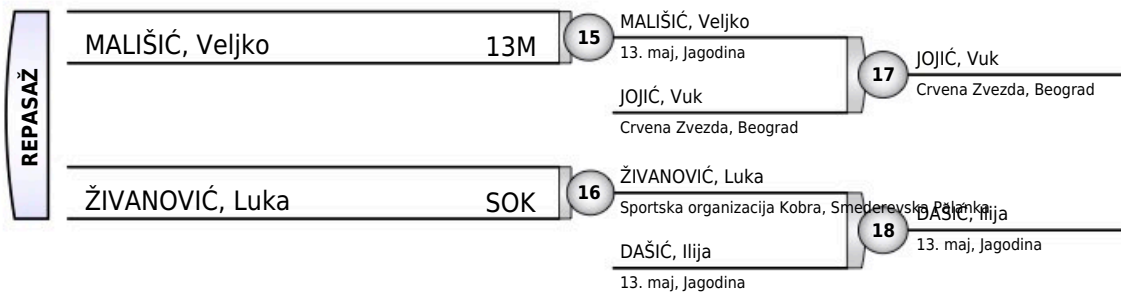 REPASAŽ
MALIŠIĆ, Veljko 13M
15
MALIŠIĆ, Veljko
13. maj, Jagodina
JOJIĆ, Vuk
Crvena Zvezda, Beograd
17
JOJIĆ, Vuk
Crvena Zvezda, Beograd
ŽIVANOVIĆ, Luka SOK
16
ŽIVANOVIĆ, Luka
Sportska organizacija Kobra, Smederevska Palanka
DAŠIĆ, Ilija
13. maj, Jagodina
18
DAŠIĆ, Ilija
13. maj, Jagodina